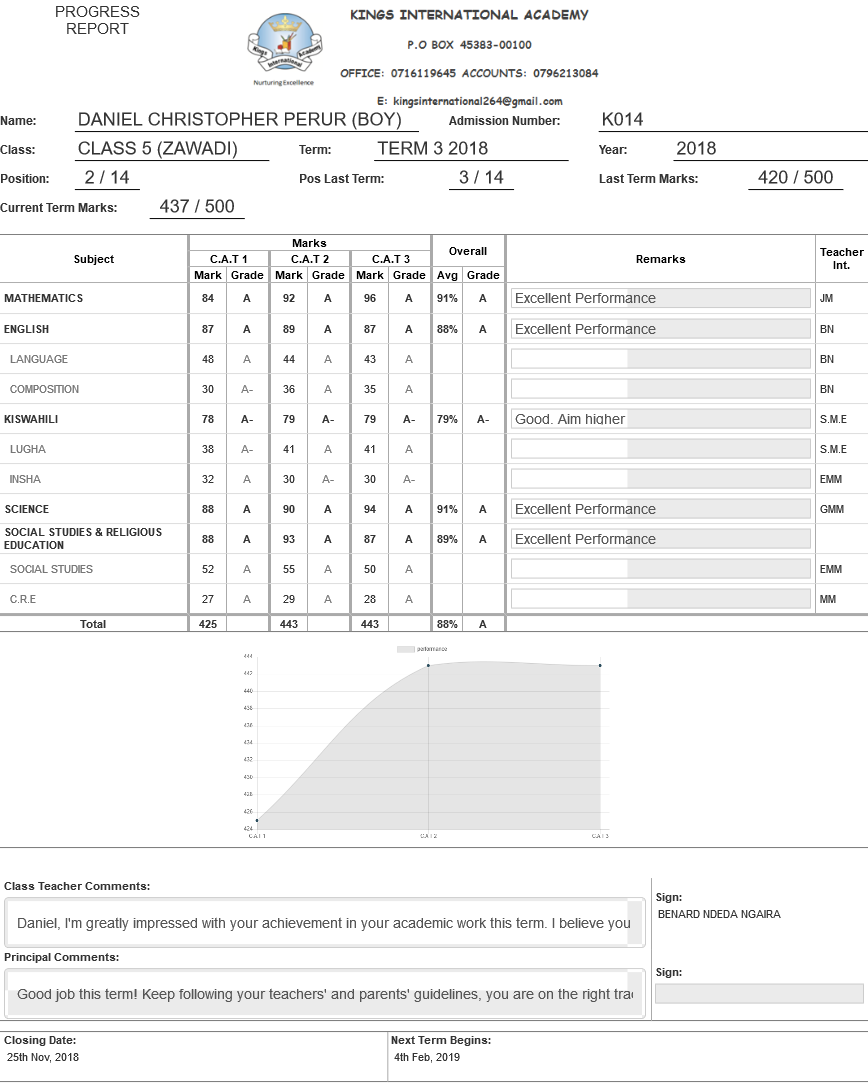 PROGRESS
REPORT
KINGS INTERNATIONAL ACADEMY
P.O BOX 45383-00100
OFFICE: 0716119645 ACCOUNTS: 0796213084
E: kingsinternational264@gmail.com
Kings International Academy
Nurturing Excellence
Name: DANIEL CHRISTOPHER PERUR (BOY) Admission Number: K014
Class: CLASS 5 (ZAWADI) Term: TERM 3 2018 Year: 2018
Position: 2 / 14 Pos Last Term: 3 / 14 Last Term Marks: 420 / 500
Current Term Marks: 437 / 500
Subject Marks Overall Remarks Teacher Int.
C.A.T 1 C.A.T 2 C.A.T 3
Mark Grade Mark Grade Mark Grade Avg Grade
MATHEMATICS 84 A 92 A 96 A 91% A Excellent Performance JM
ENGLISH 87 A 89 A 87 A 88% A Excellent Performance BN
LANGUAGE 48 A 44 A 43 A BN
COMPOSITION 30 A- 36 A 35 A BN
KISWAHILI 78 A- 79 A- 79 A- 79% A- Good. Aim higher S.M.E
LUGHA 38 A- 41 A 41 A S.M.E
INSHA 32 A 30 A- 30 A- EMM
SCIENCE 88 A 90 A 94 A 91% A Excellent Performance GMM
SOCIAL STUDIES & RELIGIOUS
EDUCATION 88 A 93 A 87 A 89% A Excellent Performance
SOCIAL STUDIES 52 A 55 A 50 A EMM
C.R.E 27 A 29 A 28 A MM
Total 425 443 443 88% A
performance
444
442
440
438
436
434
432
430
428
426
424
C.A.T 1 C.A.T 2 C.A.T 3
Class Teacher Comments:
Daniel, I'm greatly impressed with your achievement in your academic work this term. I believe you
Sign:
BENARD NDEDA NGAIRA
Principal Comments:
Good job this term! Keep following your teachers' and parents' guidelines, you are on the right
Sign:
Closing Date:
25th Nov, 2018
Next Term Begins:
4th Feb, 2019